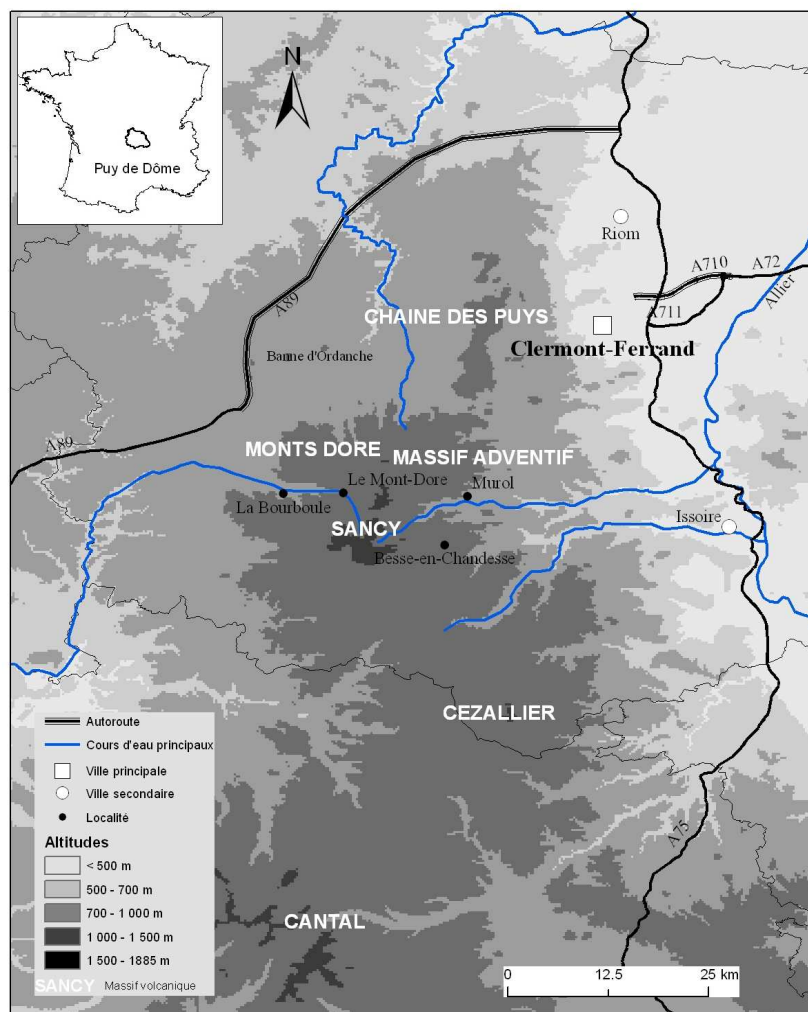 Puy de Dôme
N
Riom
A710
A72
A711
Allier
A89
CHAINE DES PUYS
Clermont-Ferrand
Banne d'Ordanche
A89
MONTS DORE
MASSIF ADVENTIF
Le Mont-Dore
Murol
La Bourboule
SANCY
Issoire
Besse-en-Chandesse
CEZALLIER
Autoroute
Cours d'eau principaux
Ville principale
Ville secondaire
Localité
Altitudes
< 500 m
500 - 700 m
700 - 1 000 m
1 000 - 1 500 m
1 500 - 1885 m
SANCY Massif volcanique
A75
CANTAL
0 12.5 25 km